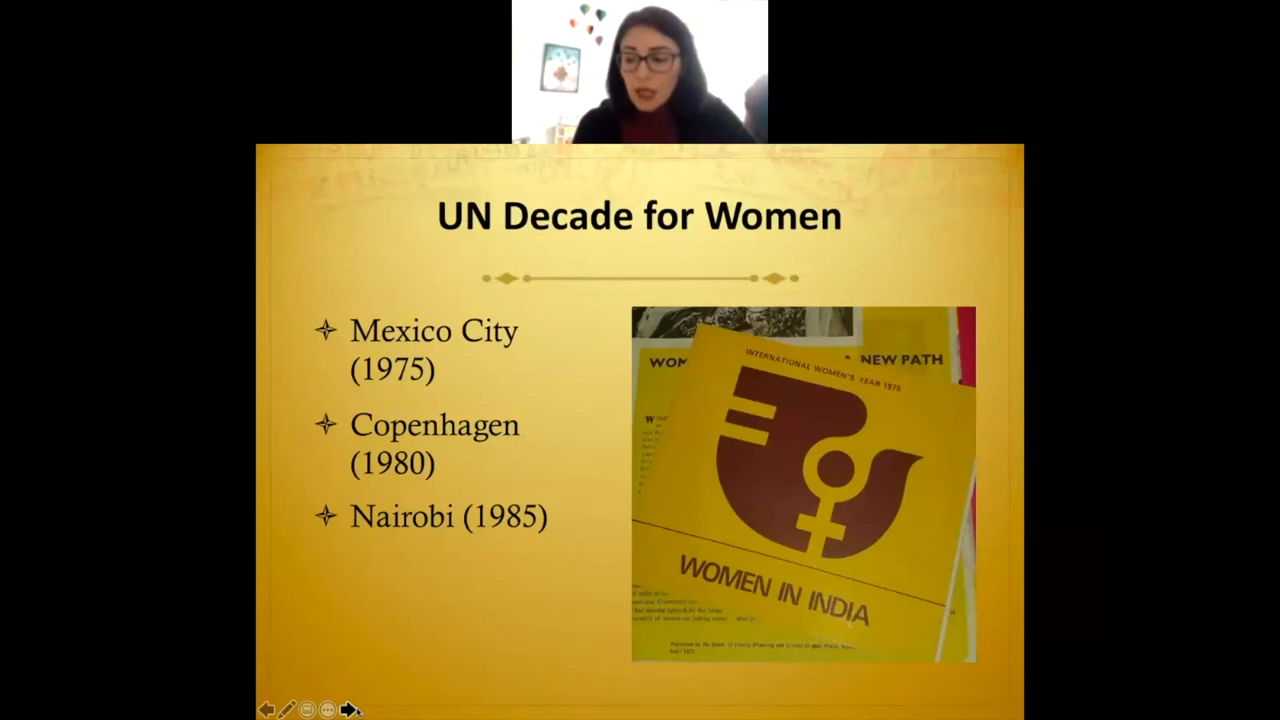 UN Decade for Women
Mexico City
(1975)
Copenhagen
(1980)
Nairobi (1985)
NEW PATH
INTERNATIONAL WOMEN'S YEAR 1975
WOMEN IN INDIA